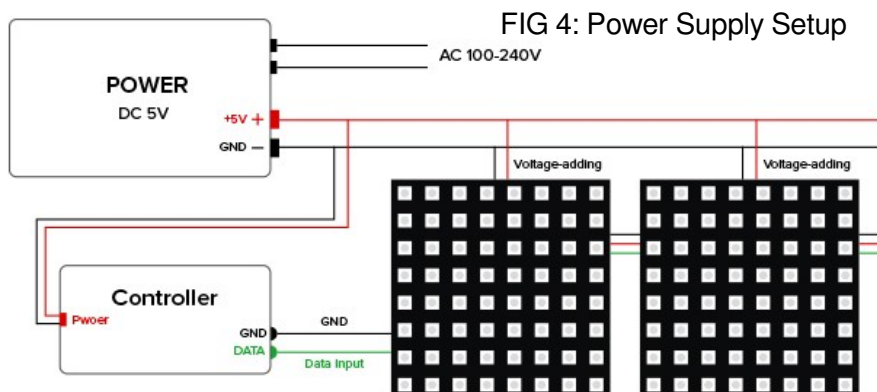 FIG 4: Power Supply Setup
AC 100-240V
POWER
DC 5V
+5V +
GND —
Voltage-adding
Voltage-adding
Controller
Pwoer
GND
GND
DATA
Data Input